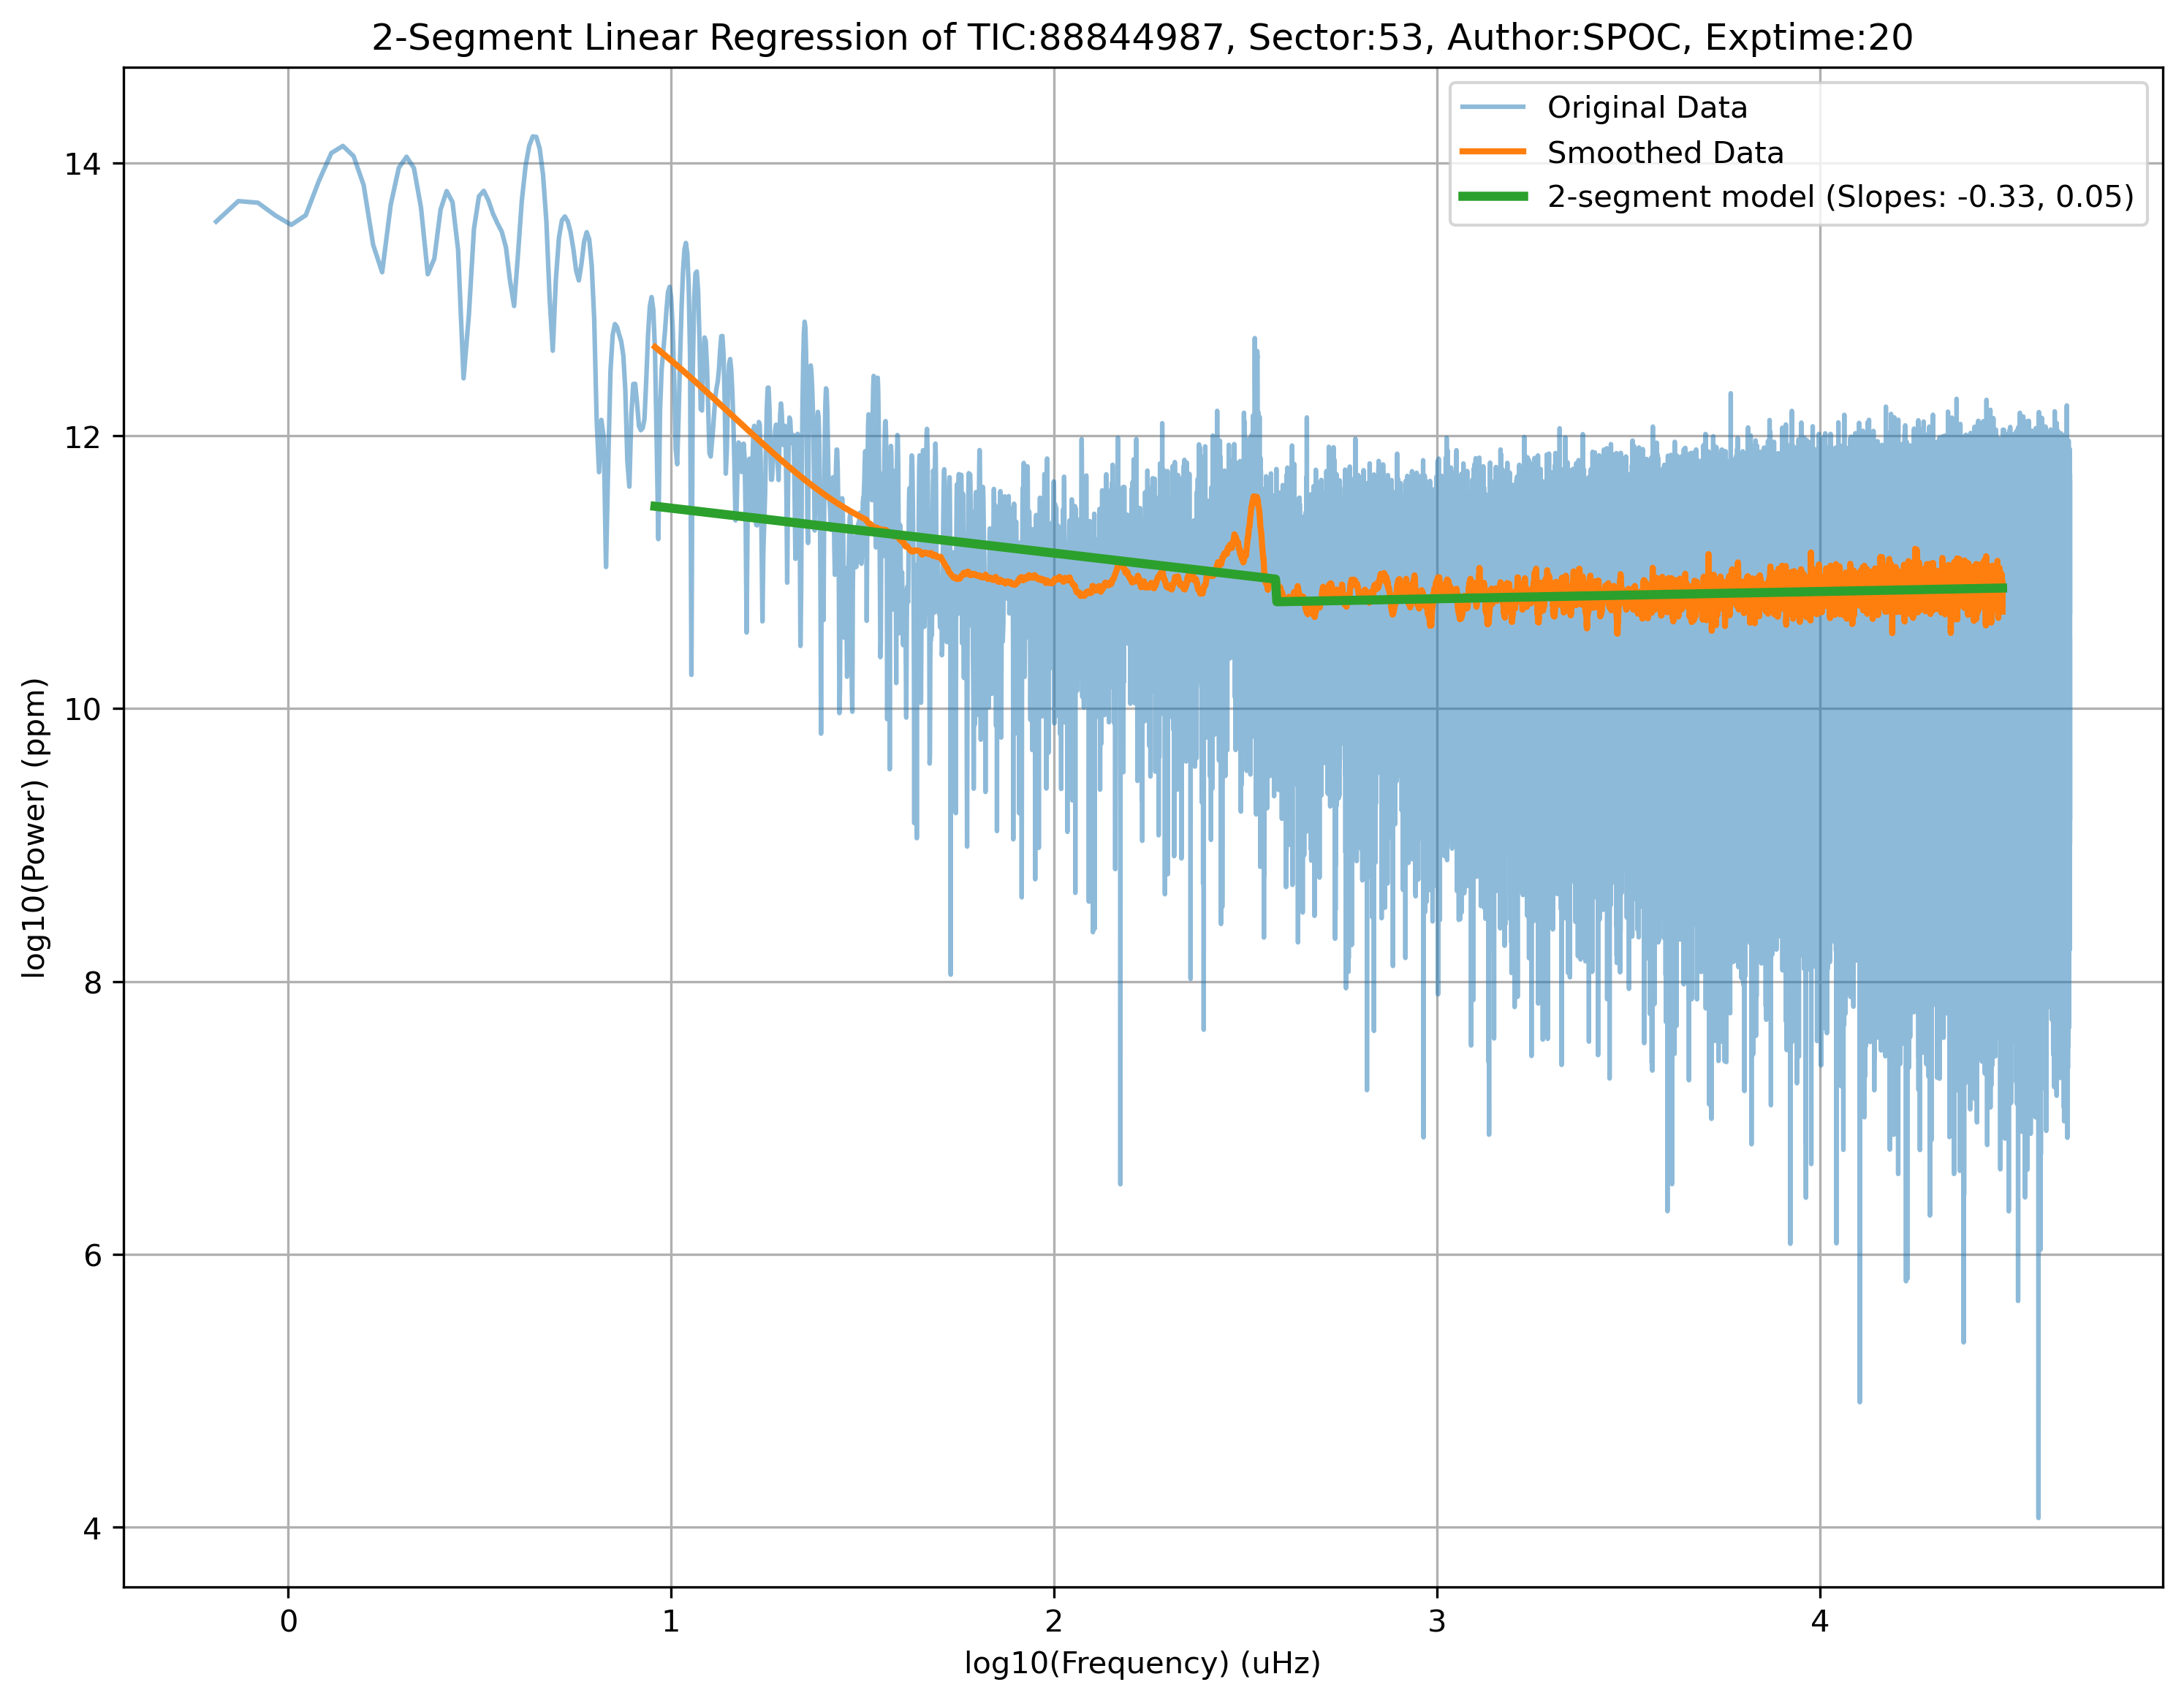 2-Segment Linear Regression of TIC:88844987, Sector:53, Author:SPOC, Exptime:20
Original Data
Smoothed Data
2-segment model (Slopes: -0.33, 0.05)
14
12
10
8
6
4
log10(Power) (ppm)
0 1 2 3 4
log10(Frequency) (uHz)